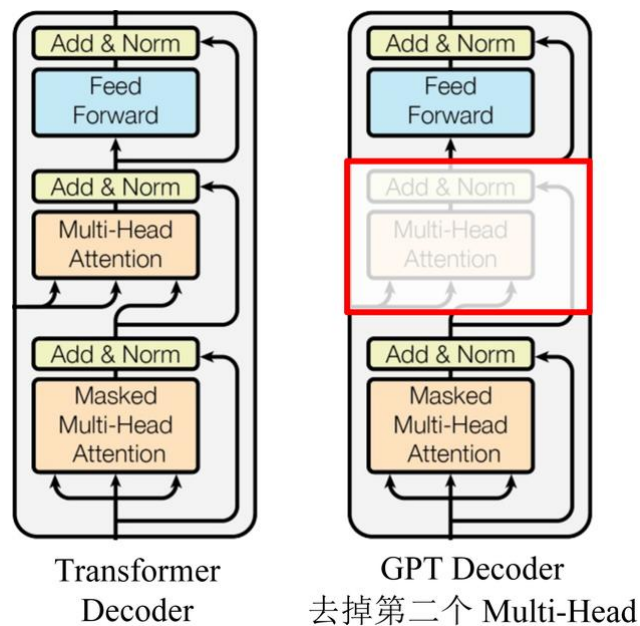 Add & Norm
Feed
Forward
Add & Norm
Multi-Head
Attention
Add & Norm
Masked
Multi-Head
Attention
Transformer
Decoder
Add & Norm
Feed
Forward
Add & Norm
Multi-Head
Attention
Add & Norm
Masked
Multi-Head
Attention
GPT Decoder
去掉第二个 Multi-Head